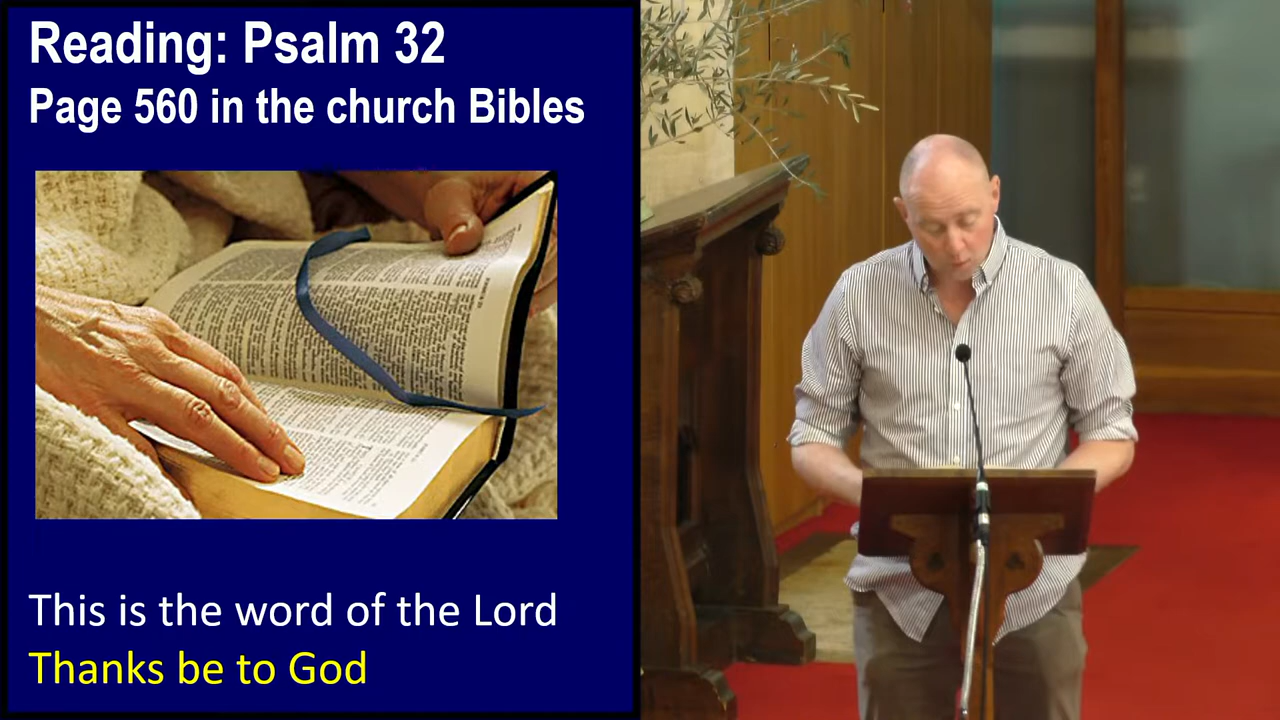 Reading: Psalm 32
Page 560 in the church Bibles
This is the word of the Lord
Thanks be to God